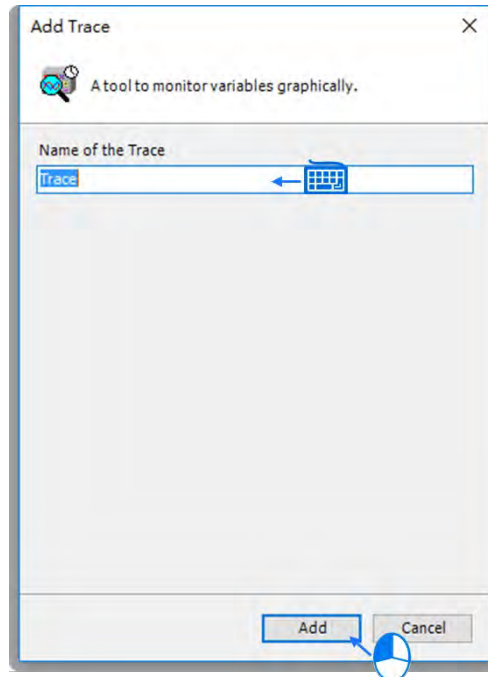 Add Trace
A tool to monitor variables graphically.
Name of the Trace
Trace
Add
Cancel